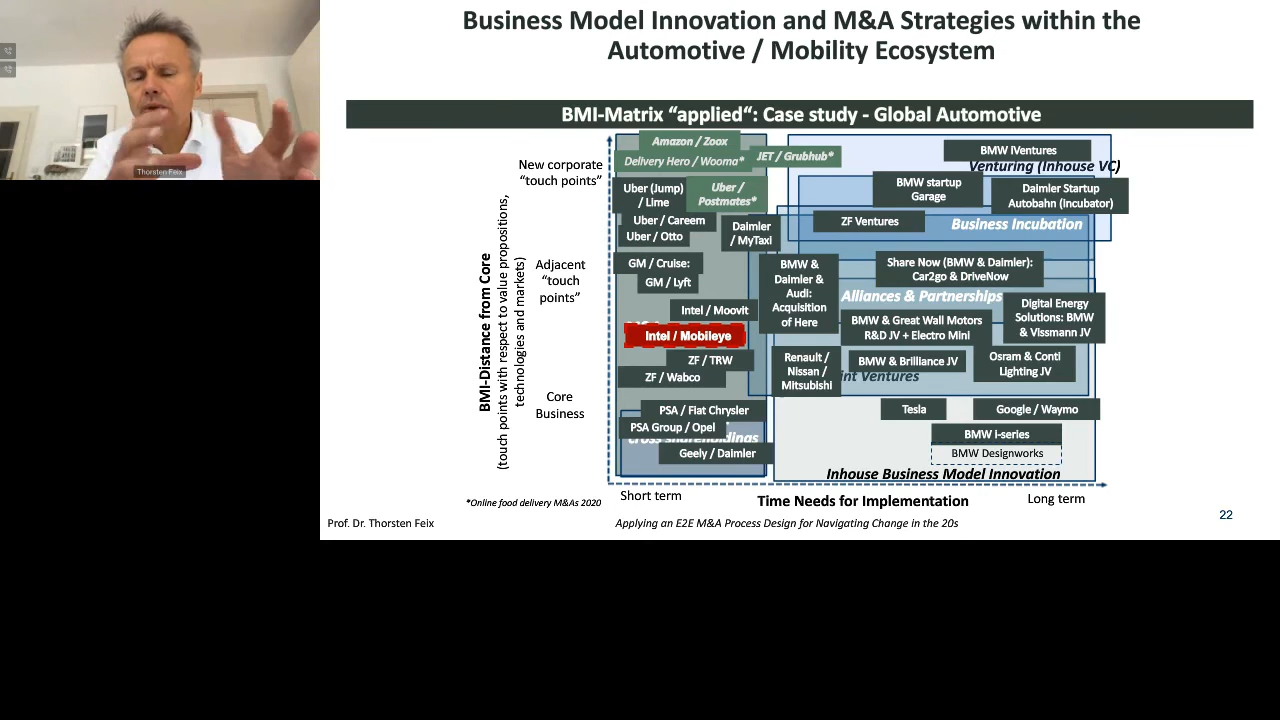 Thorsten Feix
Business Model Innovation and M&A Strategies within the
Automotive / Mobility Ecosystem
BMI-Matrix “applied“: Case study - Global Automotive
BMI-Distance from Core
(touch points with respect to value propositions,
technologies and markets)
New corporate
“touch points”
Adjacent
“touch
points”
Core
Business
Amazon / Zoox
Delivery Hero / Wooma*
JET / Grubhub*
Uber (Jump)
/ Lime
Uber /
Postmates*
Uber / Careem
Uber / Otto
Daimler
/ MyTaxi
GM / Cruise:
GM / Lyft
Intel / Moovit
Intel / Mobileye
ZF / TRW
ZF / Wabco
PSA / Fiat Chrysler
PSA Group / Opel
cross shareholdings
Geely / Daimler
BMW iVentures
Venturing (Inhouse VC)
BMW startup
Garage
Daimler Startup
Autobahn (Incubator)
ZF Ventures
Business Incubation
BMW &
Daimler &
Audi:
Acquisition
of Here
Share Now (BMW & Daimler):
Car2go & DriveNow
Alliances & Partnerships
Digital Energy
Solutions: BMW
& Vissmann JV
BMW & Great Wall Motors
R&D JV + Electro Mini
Renault /
Nissan /
Mitsubishi
BMW & Brilliance JV
Osram & Conti
Lighting JV
int Ventures
Tesla
Google / Waymo
BMW i-series
BMW Designworks
Inhouse Business Model Innovation
Short term
Time Needs for Implementation
Long term
*Online food delivery M&As 2020
Prof. Dr. Thorsten Feix
Applying an E2E M&A Process Design for Navigating Change in the 20s
22